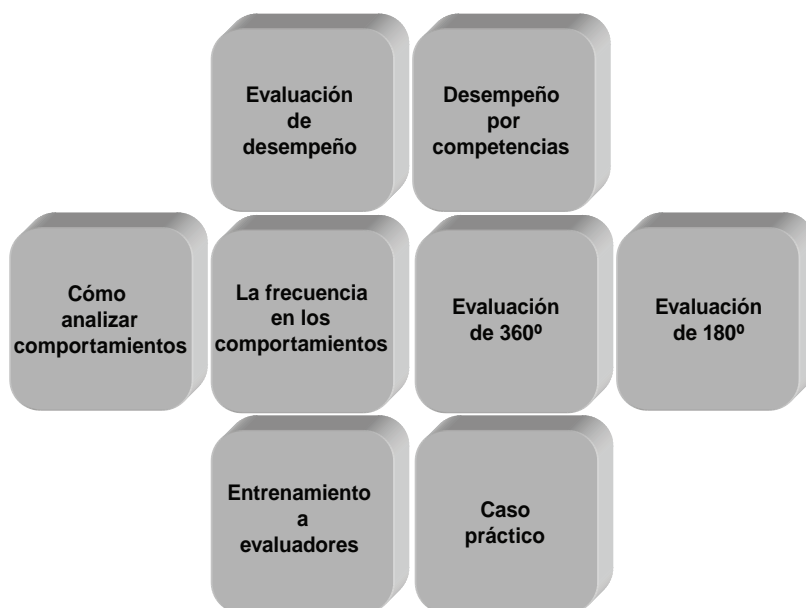 Evaluación
de
desempeño
Desempeño
por
competencias
Cómo
analizar
comportamientos
La frecuencia
en los
comportamientos
Evaluación
de 360º
Evaluación
de 180º
Entrenamiento
a
evaluadores
Caso
práctico